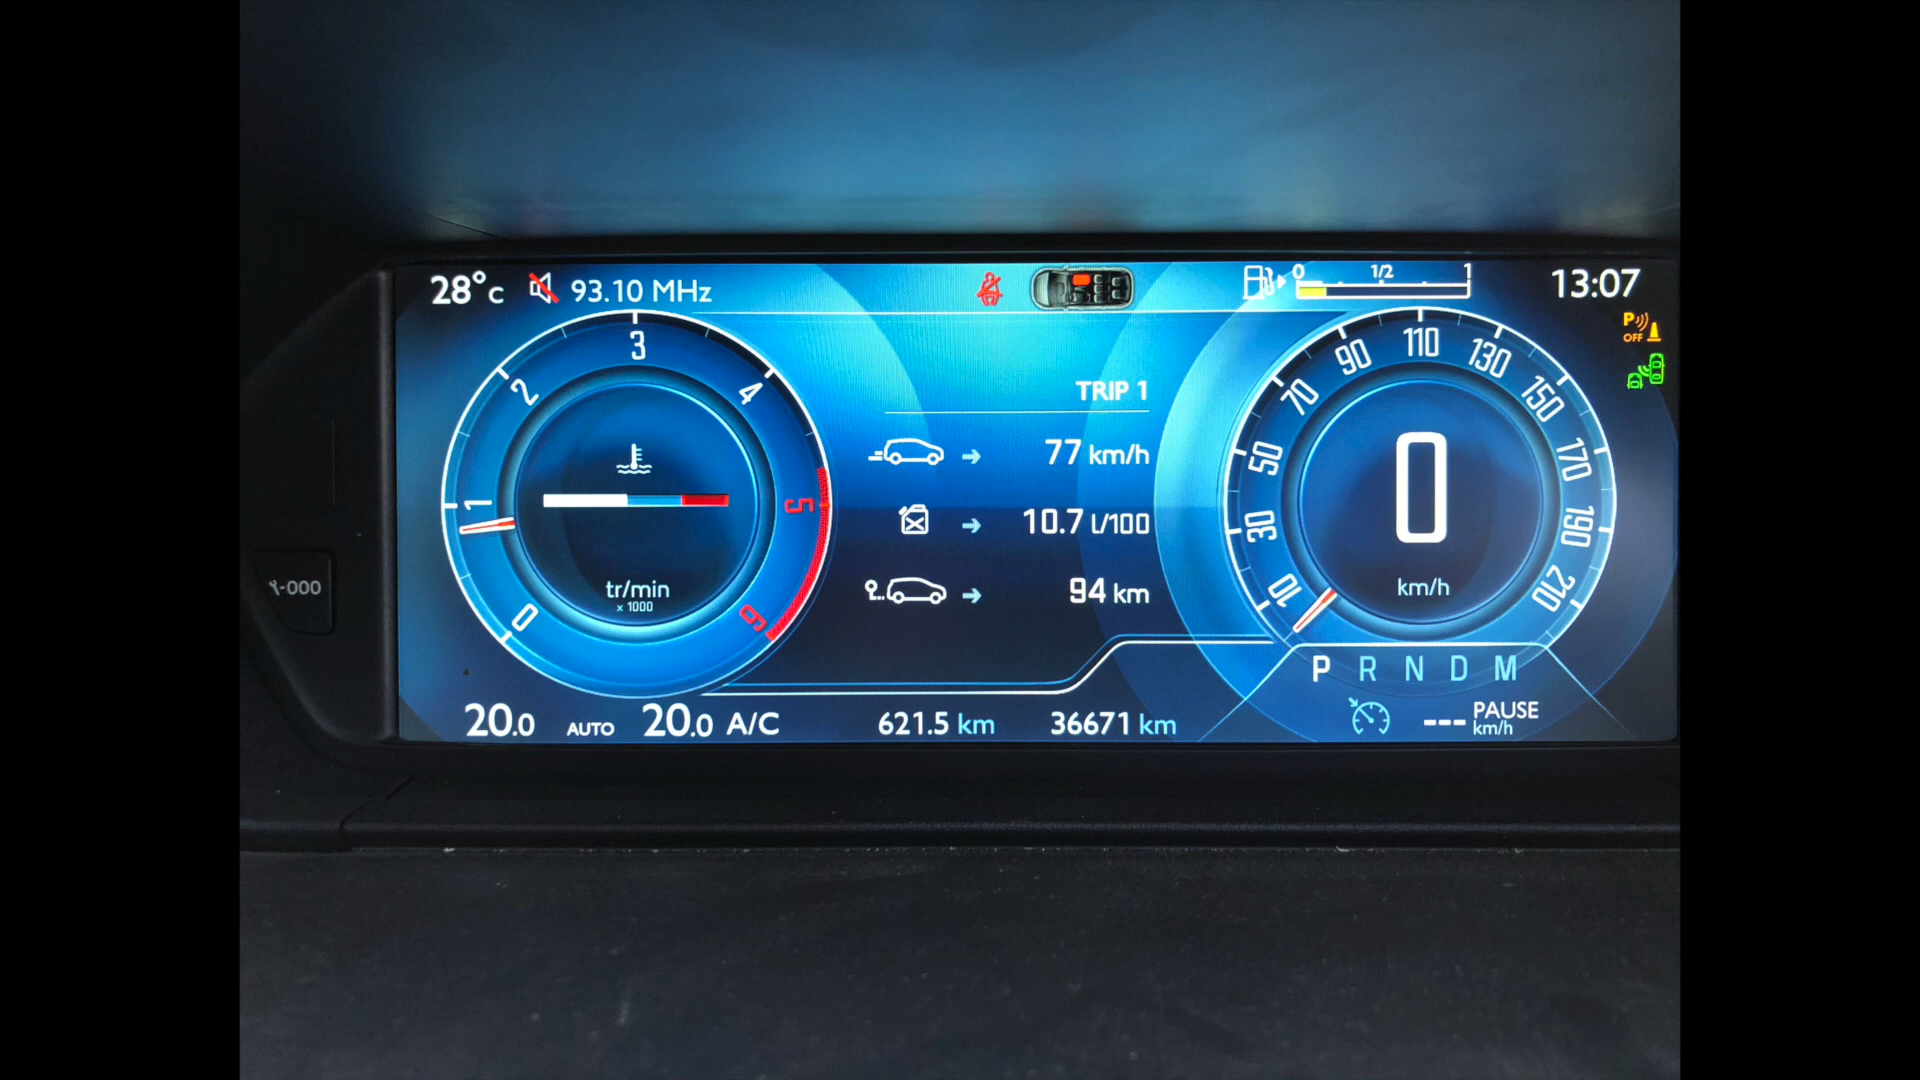 28°C 93.10 MHz
0 1/2 1
13:07
P OFF
0 1 2 3 4 5 6
tr/min
x 1000
TRIP 1
77 km/h
10.7 l/100
94 km
10 30 50 70 90 110 130 150 170 190 210
0
km/h
P R N D M
20.0 AUTO 20.0 A/C
621.5 km 36671 km
--- PAUSE
km/h
-000